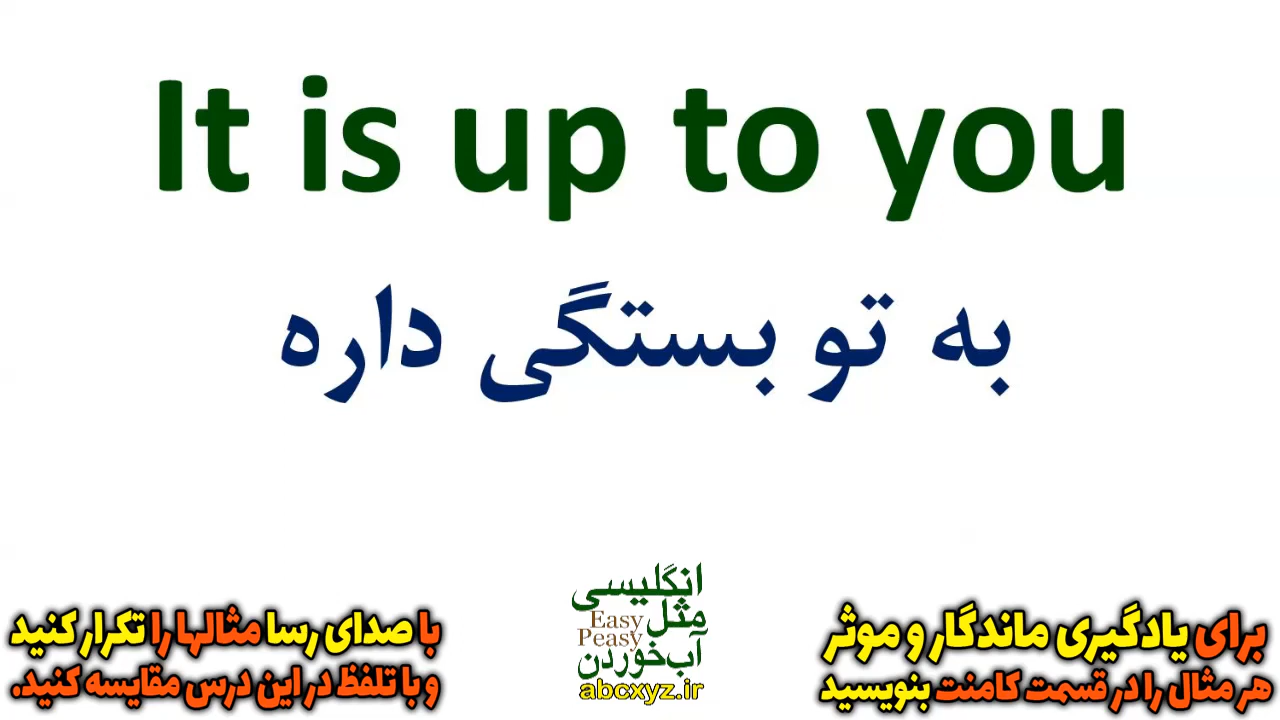 It is up to you
به تو بستگی داره
برای یادگیری ماندگار و موثر
هر مثال را در قسمت کامنت بنویسید
انگلیسی
مثل Easy
Peasy
آب‌خوردن
abcxyz.ir
با صدای رسا مثالها را تکرار کنید
و با تلفظ در این درس مقایسه کنید.